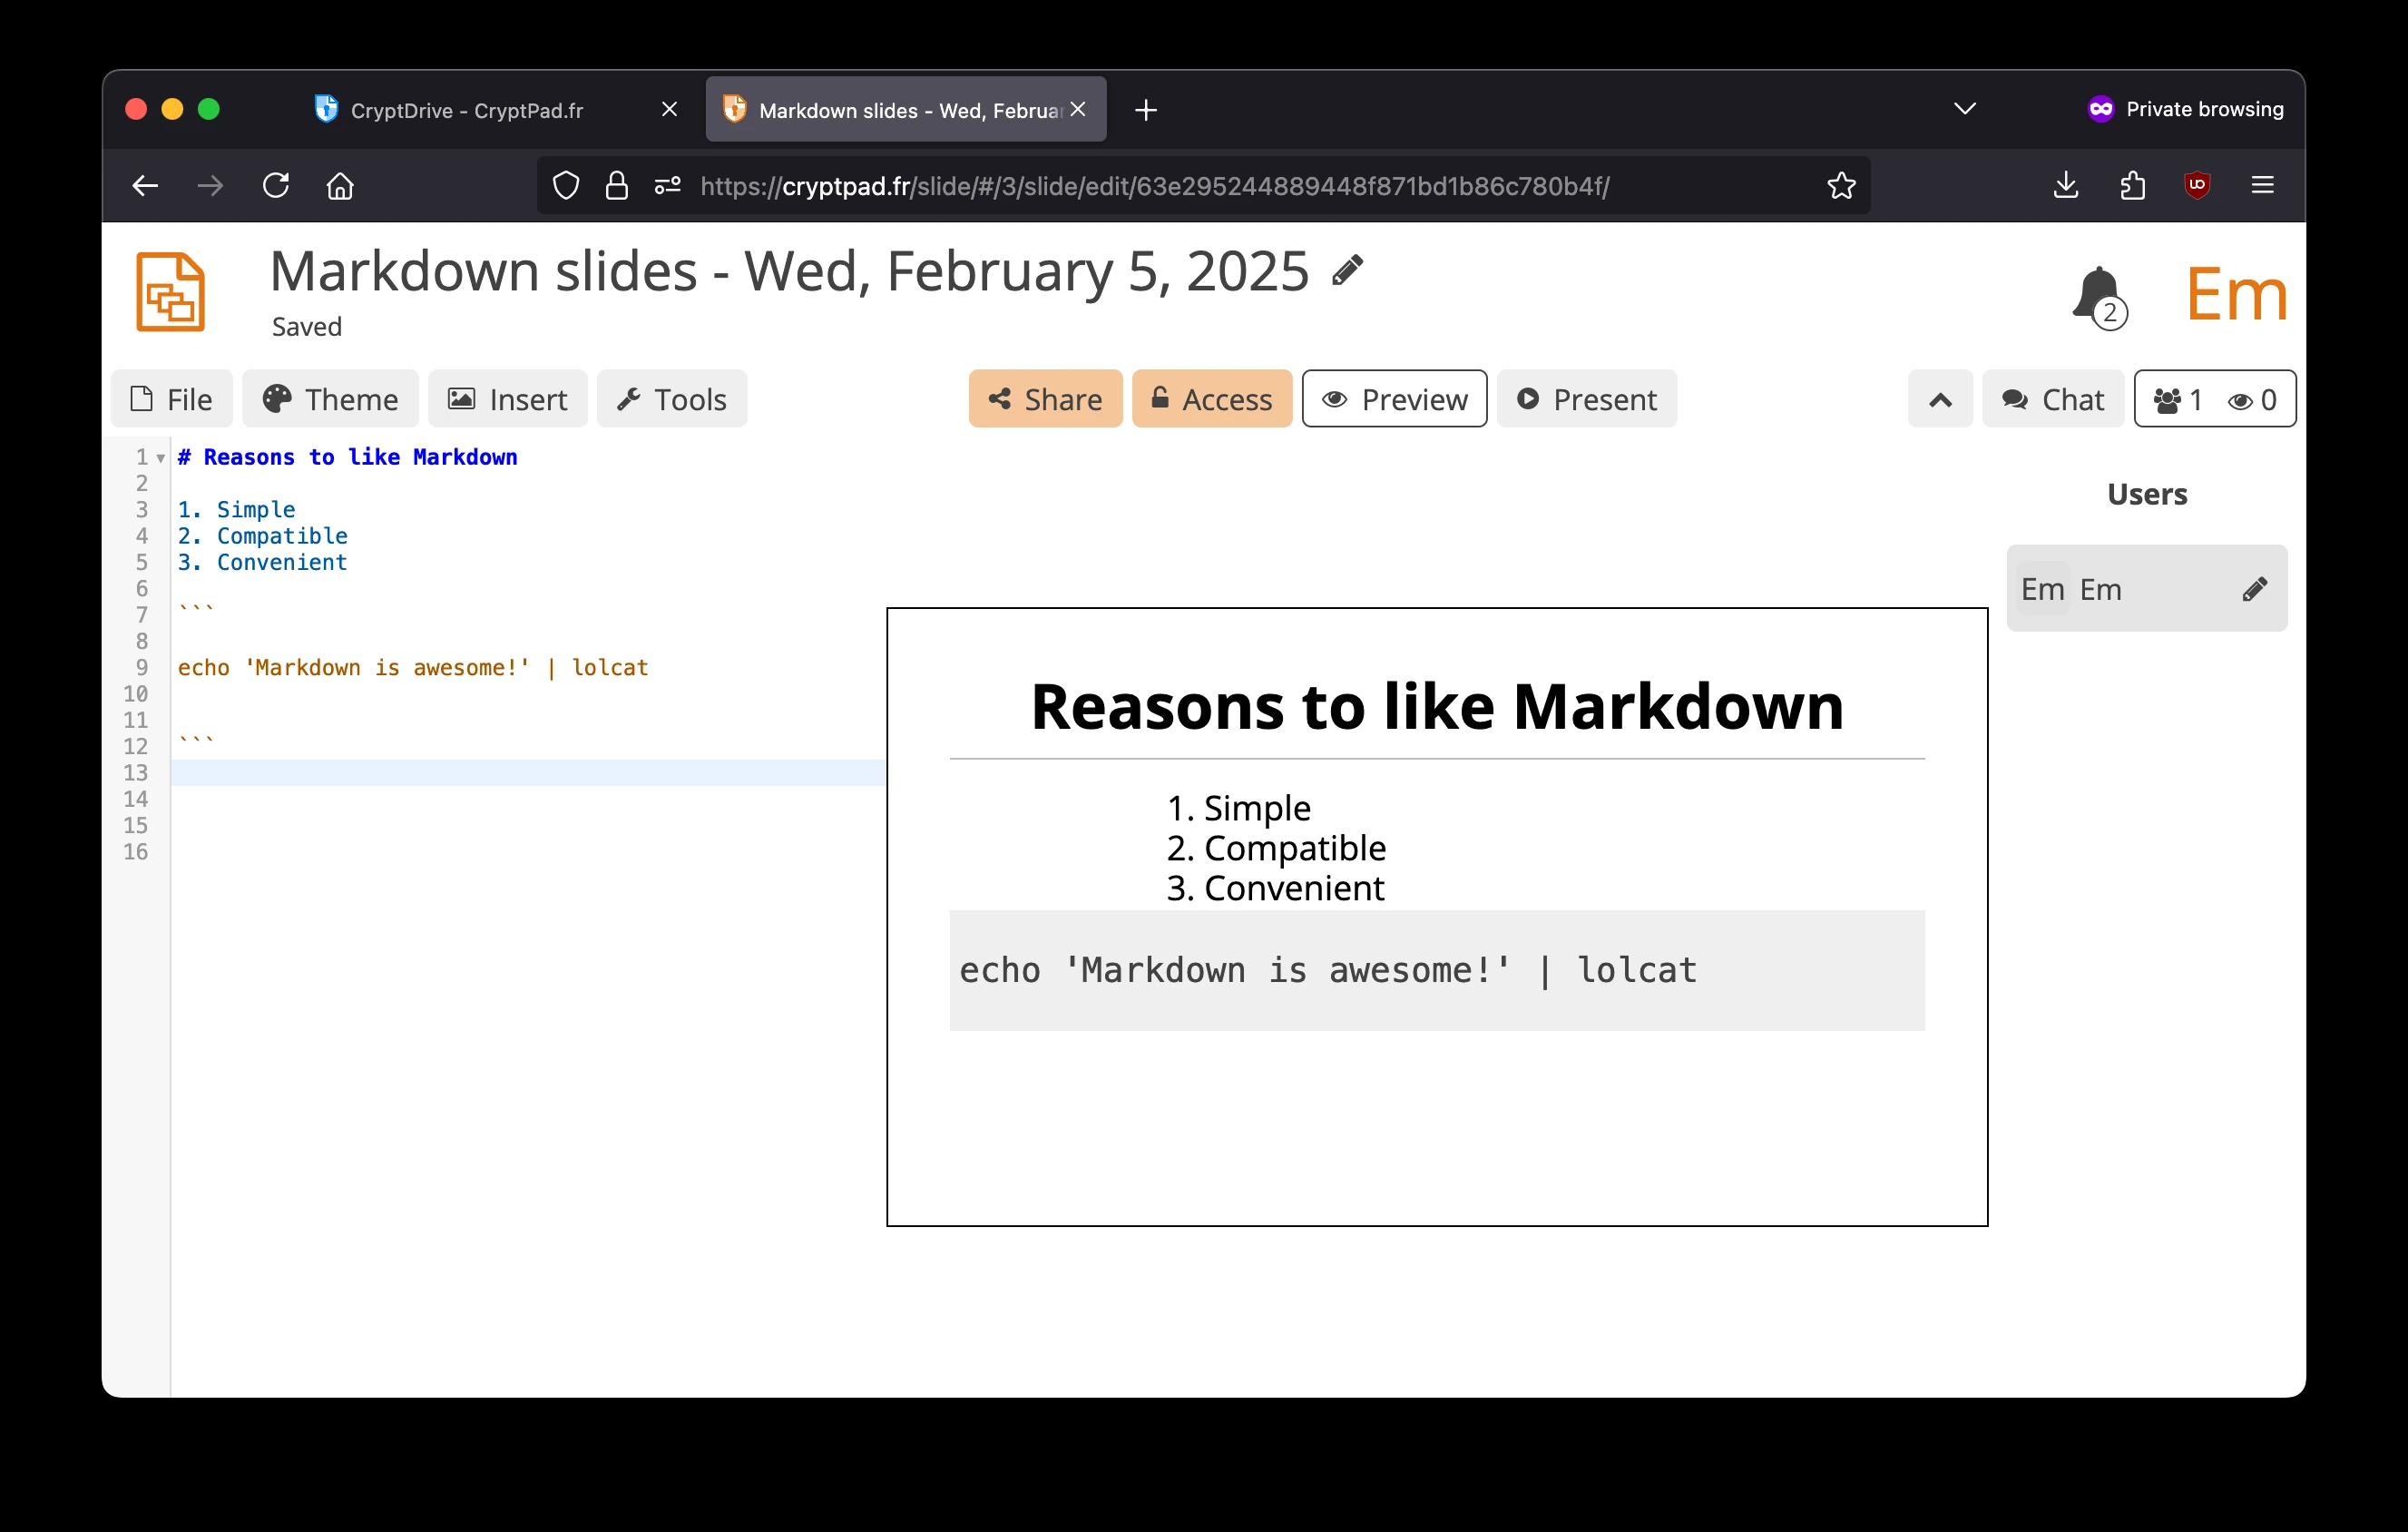 CryptDrive - CryptPad.fr
Markdown slides - Wed, Februar
Private browsing
https://cryptpad.fr/slide/#/3/slide/edit/63e295244889448f871bd1b86c780b4f/
Markdown slides - Wed, February 5, 2025
Saved
2
Em
File
Theme
Insert
Tools
Share
Access
Preview
Present
Chat
1
0
1 # Reasons to like Markdown
2
3 1. Simple
4 2. Compatible
5 3. Convenient
6
7 ```
8
9 echo 'Markdown is awesome!' | lolcat
10
11
12 ```
13
14
15
16
Reasons to like Markdown
1. Simple
2. Compatible
3. Convenient
echo 'Markdown is awesome!' | lolcat
Users
Em Em